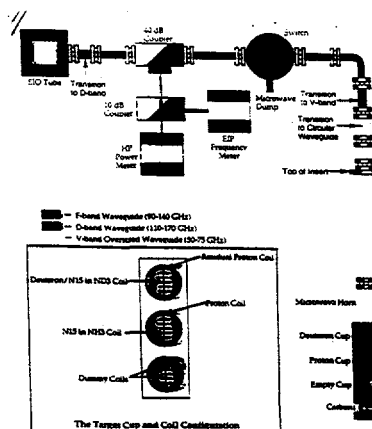 40 dB
Coupler
Switch
EIO Tube
Transition
to D-band
Microwave
Dump
Transition
to V-band
Transition
to Circular
Waveguide
10 dB
Coupler
EIP
Frequency
Meter
HP
Power
Meter
Top of Insert
- F-band Waveguide (90-140 GHz)
- D-band Waveguide (110-170 GHz)
- V-band Oversized Waveguide (50-75 GHz)
Residual Proton Coil
Deuteron/N15 in ND3 Coil
Proton Coil
N15 in NH3 Coil
Dummy Coils
The Target Cup and Coil Configuration
Microwave Horn
Deuteron Cup
Proton Cup
Empty Cup
Carbon